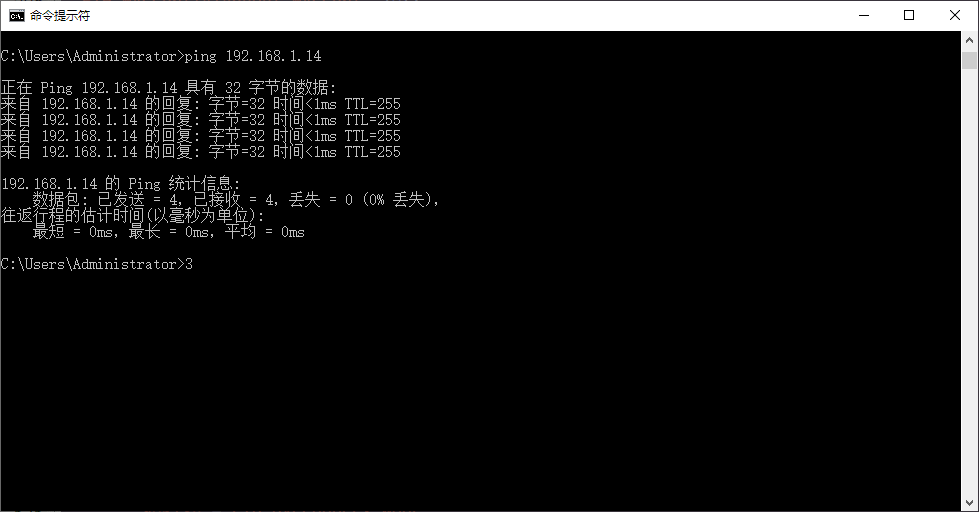 命令提示符
C:\Users\Administrator>ping 192.168.1.14
正在 Ping 192.168.1.14 具有 32 字节的数据:
来自 192.168.1.14 的回复: 字节=32 时间<1ms TTL=255
来自 192.168.1.14 的回复: 字节=32 时间<1ms TTL=255
来自 192.168.1.14 的回复: 字节=32 时间<1ms TTL=255
来自 192.168.1.14 的回复: 字节=32 时间<1ms TTL=255
192.168.1.14 的 Ping 统计信息:
数据包: 已发送 = 4，已接收 = 4，丢失 = 0 (0% 丢失)，
往返行程的估计时间(以毫秒为单位):
最短 = 0ms，最长 = 0ms，平均 = 0ms
C:\Users\Administrator>3